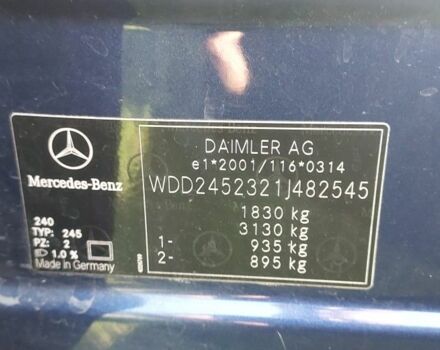 Mercedes-Benz
240
TYP: 245
PZ: 2
1.0 %
Made in Germany
DAIMLER AG
e1*2001/116*0314
WDD2452321J482545
1830 kg
3130 kg
1- 935 kg
2- 895 kg